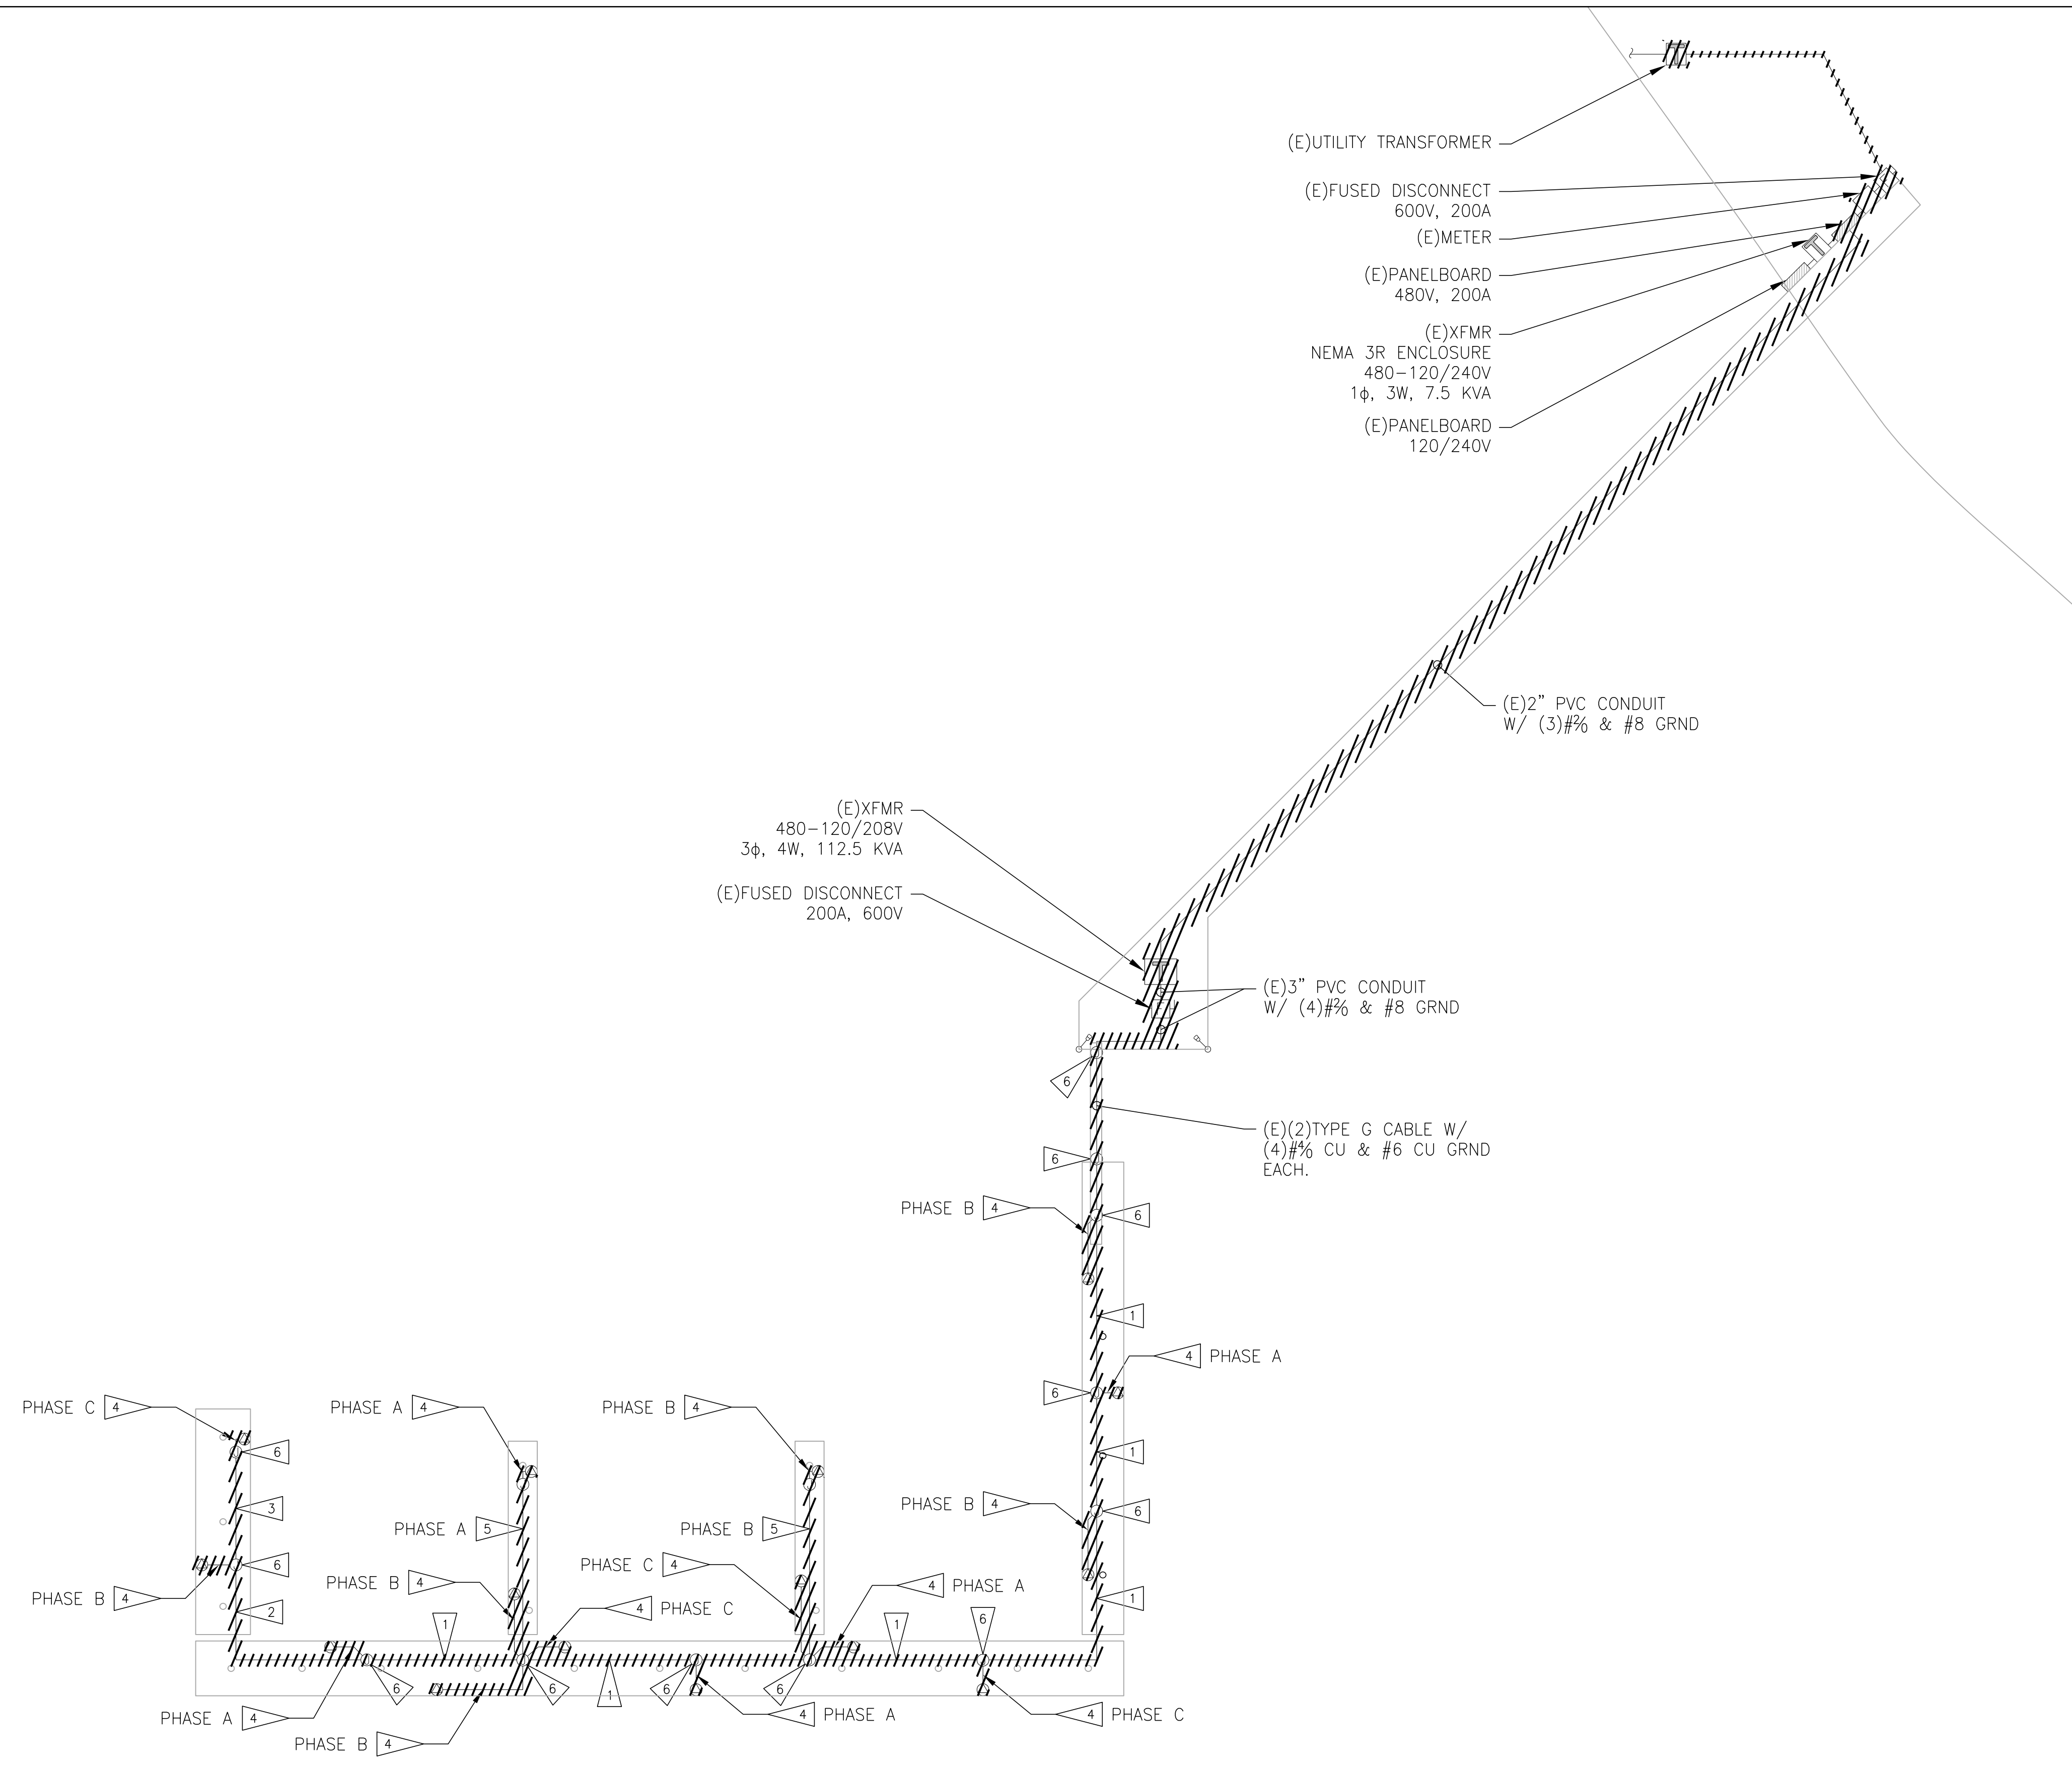 (E)UTILITY TRANSFORMER
(E)FUSED DISCONNECT
600V, 200A
(E)METER
(E)PANELBOARD
480V, 200A
(E)XFMR
NEMA 3R ENCLOSURE
480-120/240V
1ϕ, 3W, 7.5 KVA
(E)PANELBOARD
120/240V
(E)2" PVC CONDUIT
W/ (3)#2/0 & #8 GRND
(E)XFMR
480-120/208V
3ϕ, 4W, 112.5 KVA
(E)FUSED DISCONNECT
200A, 600V
(E)3" PVC CONDUIT
W/ (4)#2/0 & #8 GRND
6
(E)(2)TYPE G CABLE W/
(4)#4/0 CU & #6 CU GRND
EACH.
6
PHASE B 4
6
1
4 PHASE A
6
PHASE C 4
PHASE A 4
PHASE B 4
6
1
3
PHASE B 4
6
PHASE A 5
PHASE B 5
6
PHASE C 4
PHASE B 4
4 PHASE A
PHASE B 4
2
4 PHASE C
1
1
1
6
6
6
1
6
6
PHASE A 4
4 PHASE A
4 PHASE C
PHASE B 4